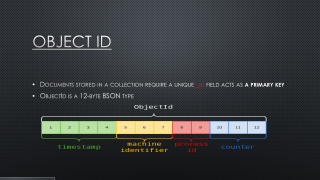 OBJECT ID
• DOCUMENTS STORED IN A COLLECTION REQUIRE A UNIQUE _ID FIELD ACTS AS A PRIMARY KEY
• OBJECTID IS A 12-BYTE BSON TYPE
ObjectId
1 2 3 4 5 6 7 8 9 10 11 12
timestamp machine identifier process id counter